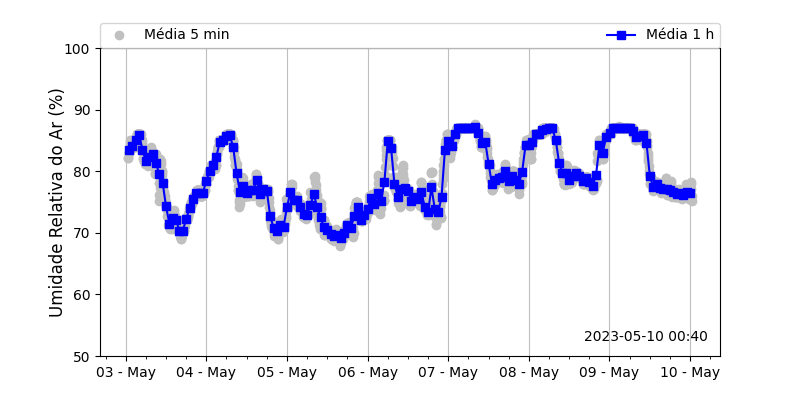 Média 5 min
Média 1 h
Umidade Relativa do Ar (%)
100
90
80
70
60
50
2023-05-10 00:40
03 - May
04 - May
05 - May
06 - May
07 - May
08 - May
09 - May
10 - May